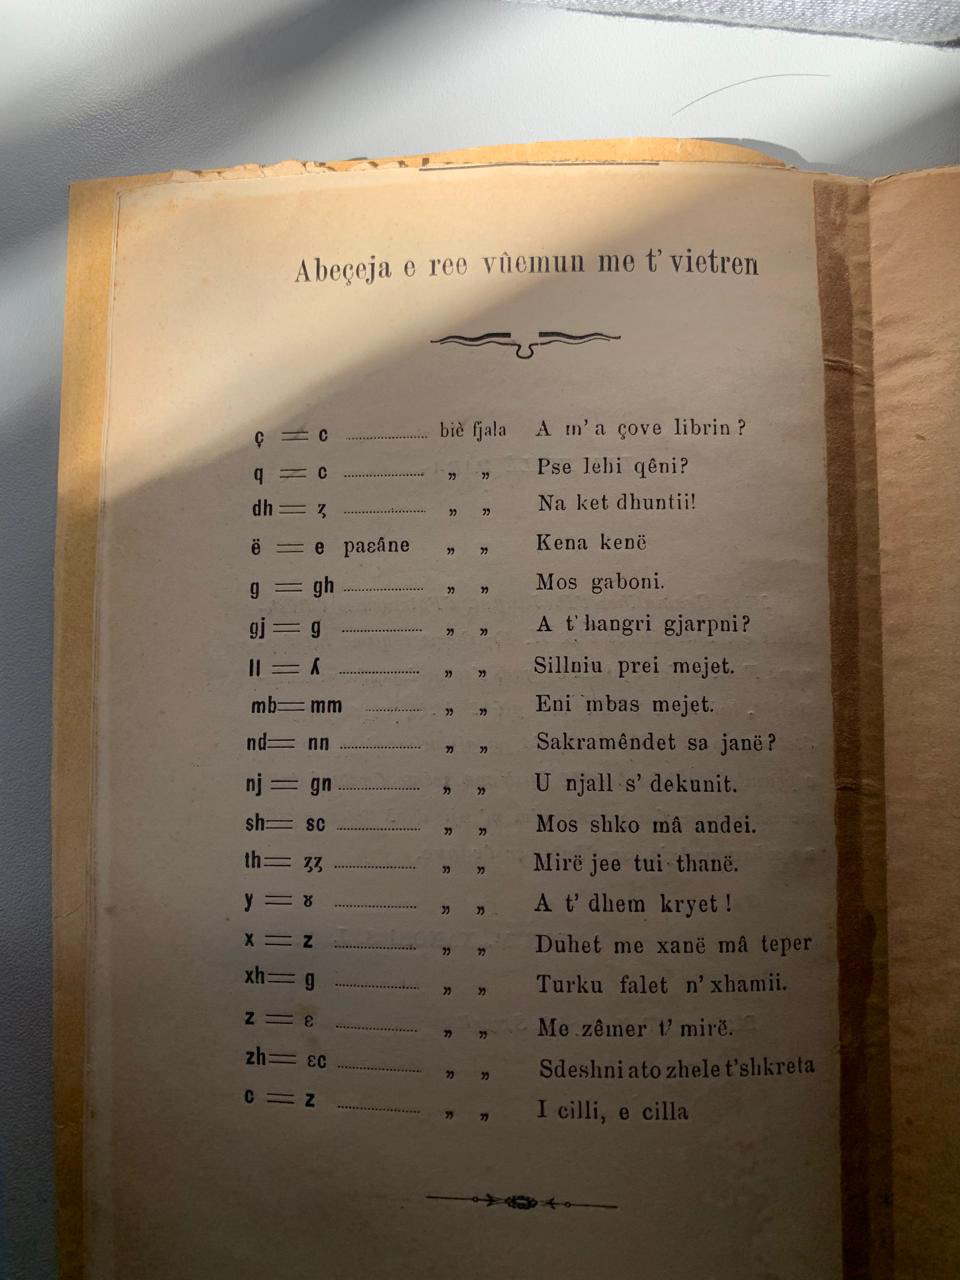 Abeçeja e ree vûemun me t' vietren
ç = c ........ biè fjala A m' a çove librin ?
q = c ........ „ „ Pse lehi qêni?
dh = ɀ ........ „ „ Na ket dhuntii!
ë = e paɛâne „ „ Kena kenë
g = gh ........ „ „ Mos gaboni.
gj = g ........ „ „ A t' hangri gjarpni?
ll = ʎ ........ „ „ Sillniu prei mejet.
mb = mm ........ „ „ Eni mbas mejet.
nd = nn ........ „ „ Sakramêndet sa janë?
nj = gn ........ „ „ U njall s' dekunit.
sh = sc ........ „ „ Mos shko mâ andei.
th = ɀɀ ........ „ „ Mirë jee tui thanë.
y = ȣ ........ „ „ A t' dhem kryet !
x = z ........ „ „ Duhet me xanë mâ teper
xh = g ........ „ „ Turku falet n' xhamii.
z = ɛ ........ „ „ Me zêmer t' mirë.
zh = ɛc ........ „ „ Sdeshni ato zhele t'shkreta
c = z ........ „ „ I cilli, e cilla